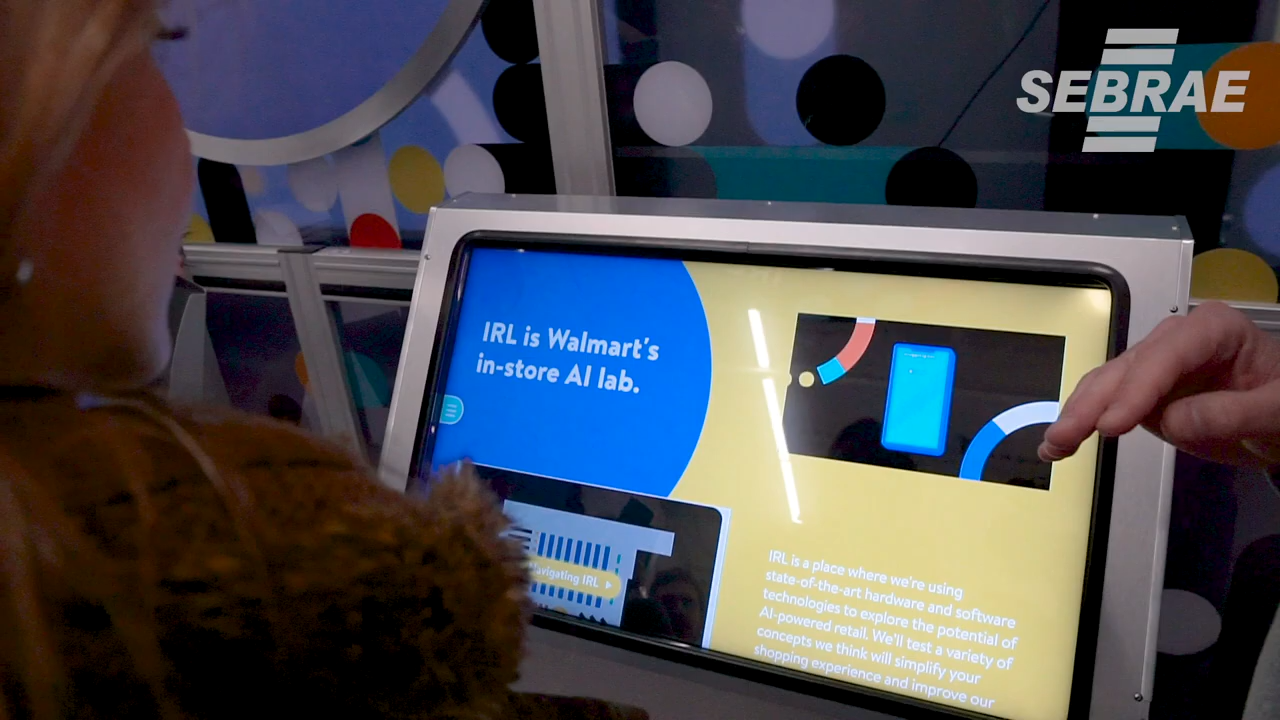 SEBRAE
IRL is Walmart's
in-store AI lab.
Navigating IRL
IRL is a place where we're using
state-of-the-art hardware and software
technologies to explore the potential of
AI-powered retail. We'll test a variety of
concepts we think will simplify your
shopping experience and improve our